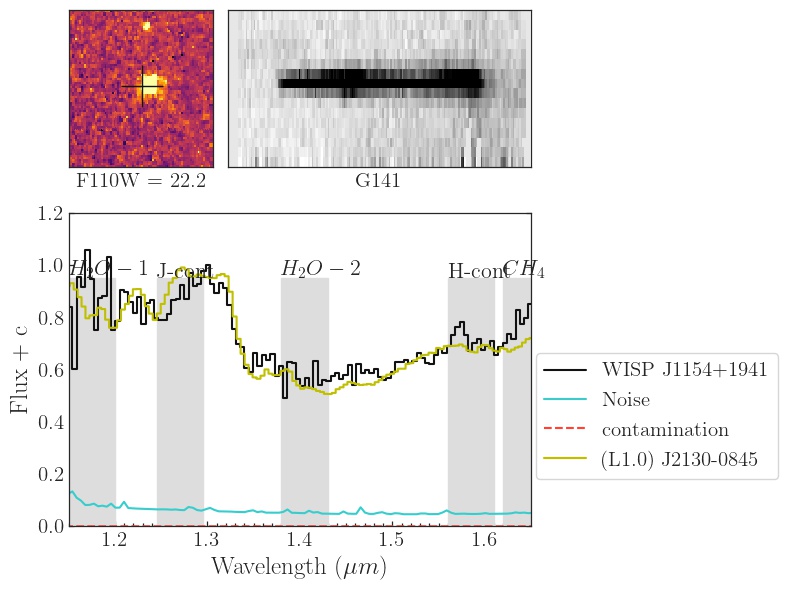 F110W = 22.2
G141
H₂O − 1
J-cont
H₂O − 2
H-cont
CH₄
1.2
1.0
0.8
0.6
0.4
0.2
0.0
Flux + c
1.2
1.3
1.4
1.5
1.6
Wavelength (μm)
WISP J1154+1941
Noise
contamination
(L1.0) J2130-0845